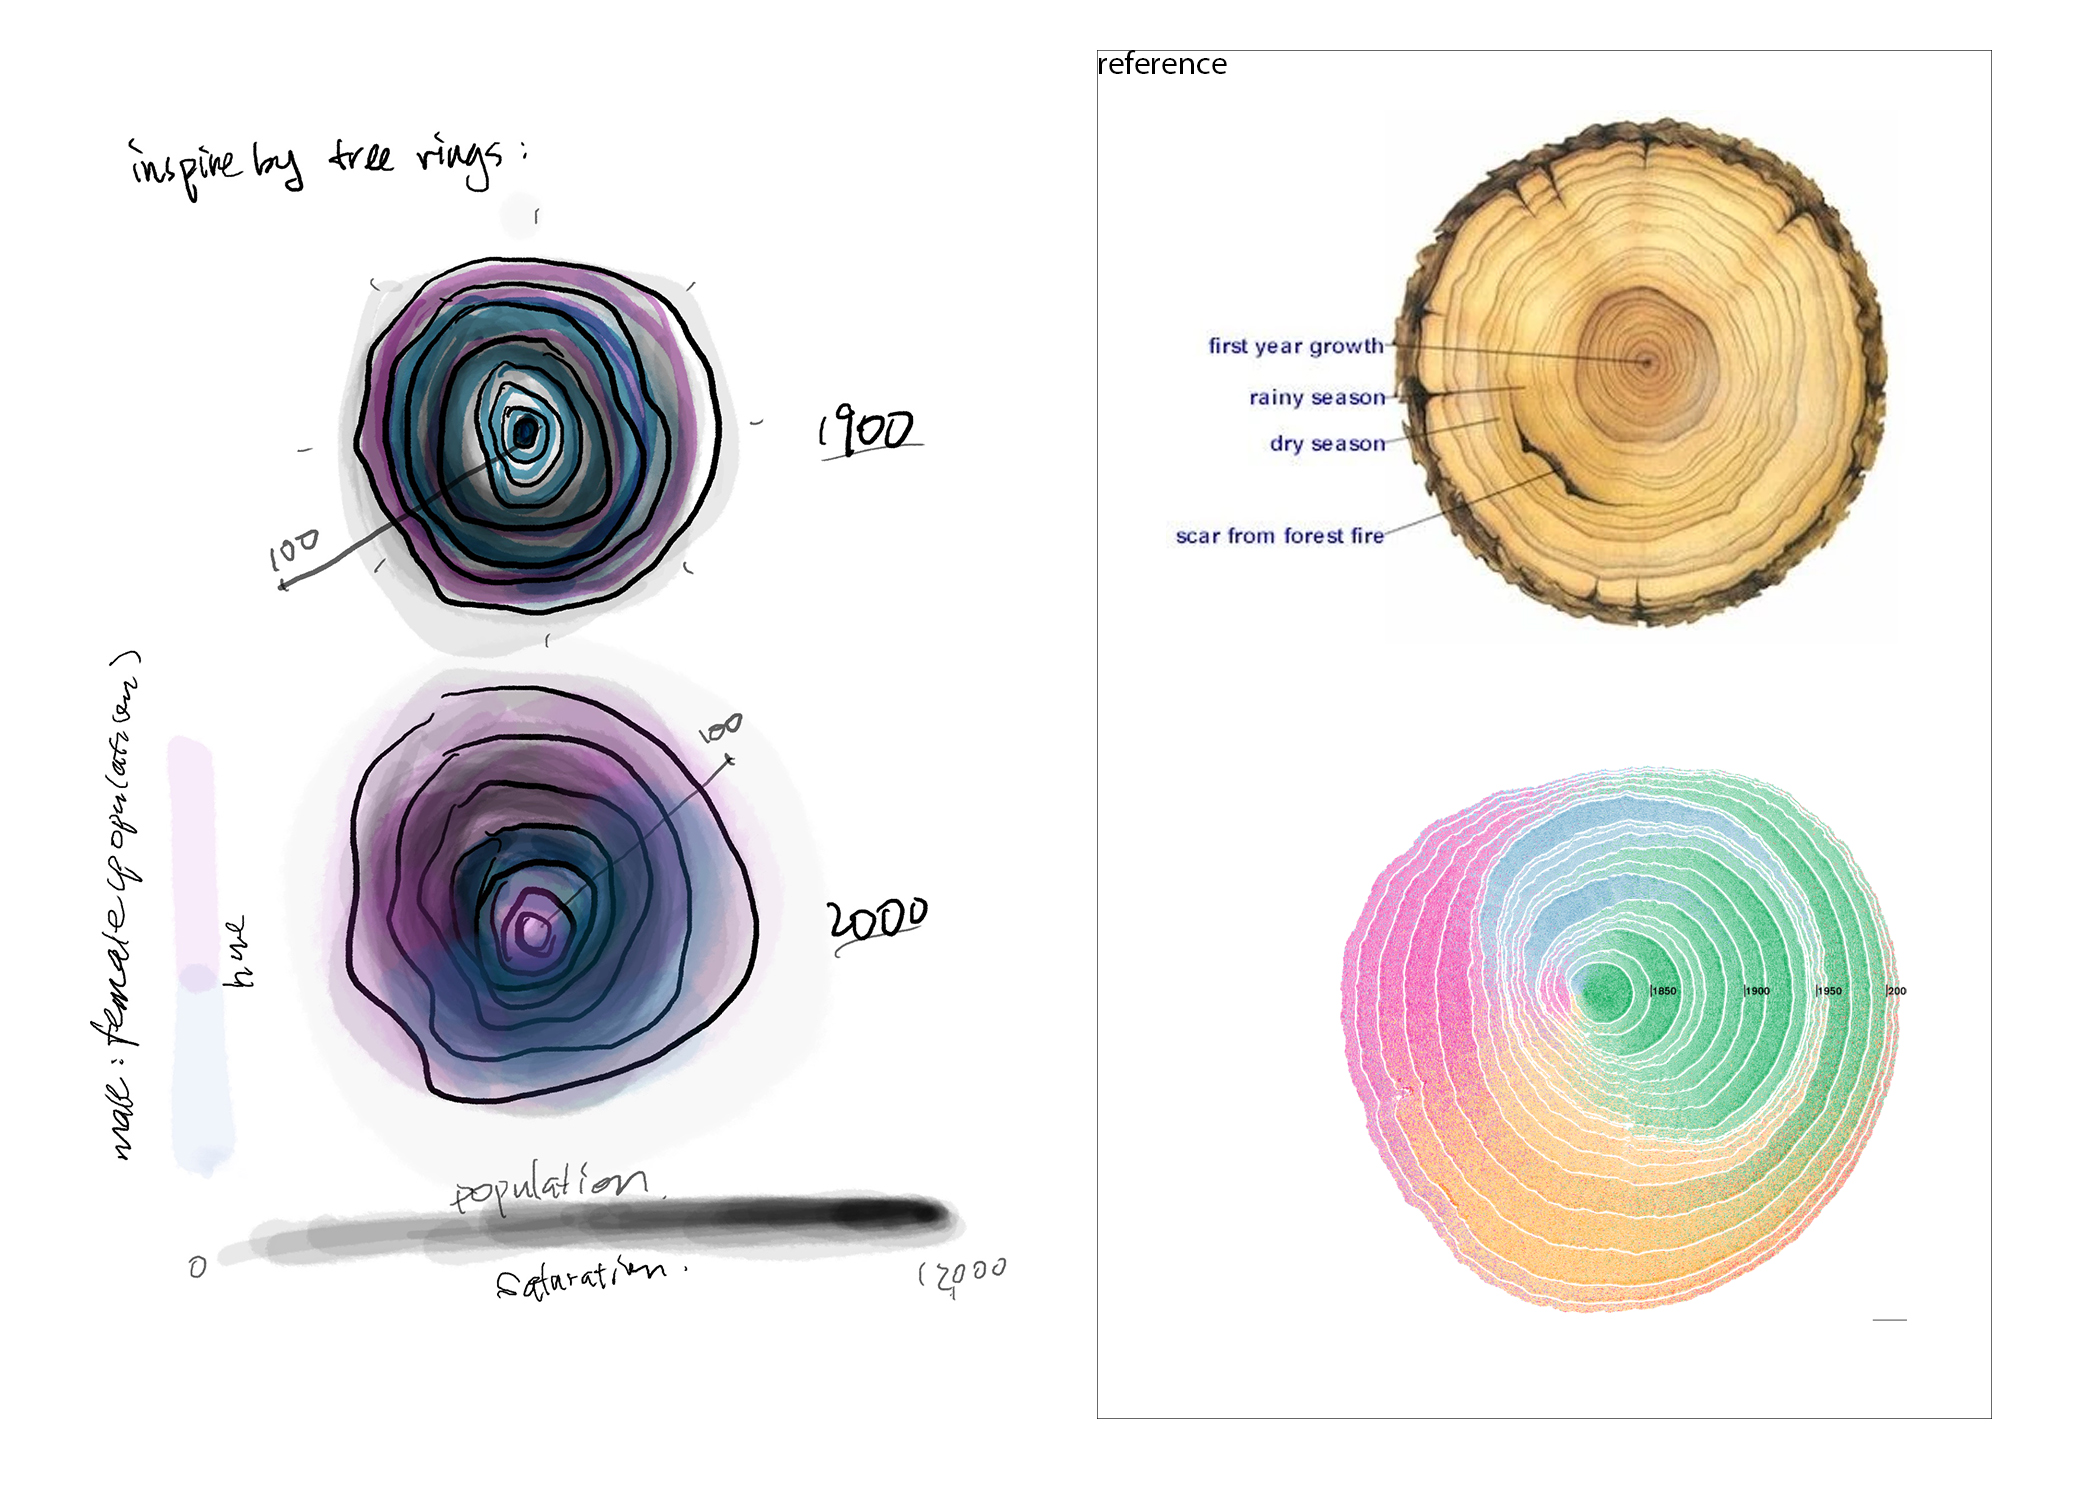 inspire by tree rings:
1900
100
100
2000
male : female (population)
hue
population
0
saturation.
12000
reference
first year growth
rainy season
dry season
scar from forest fire
|1850 |1900 |1950 |200